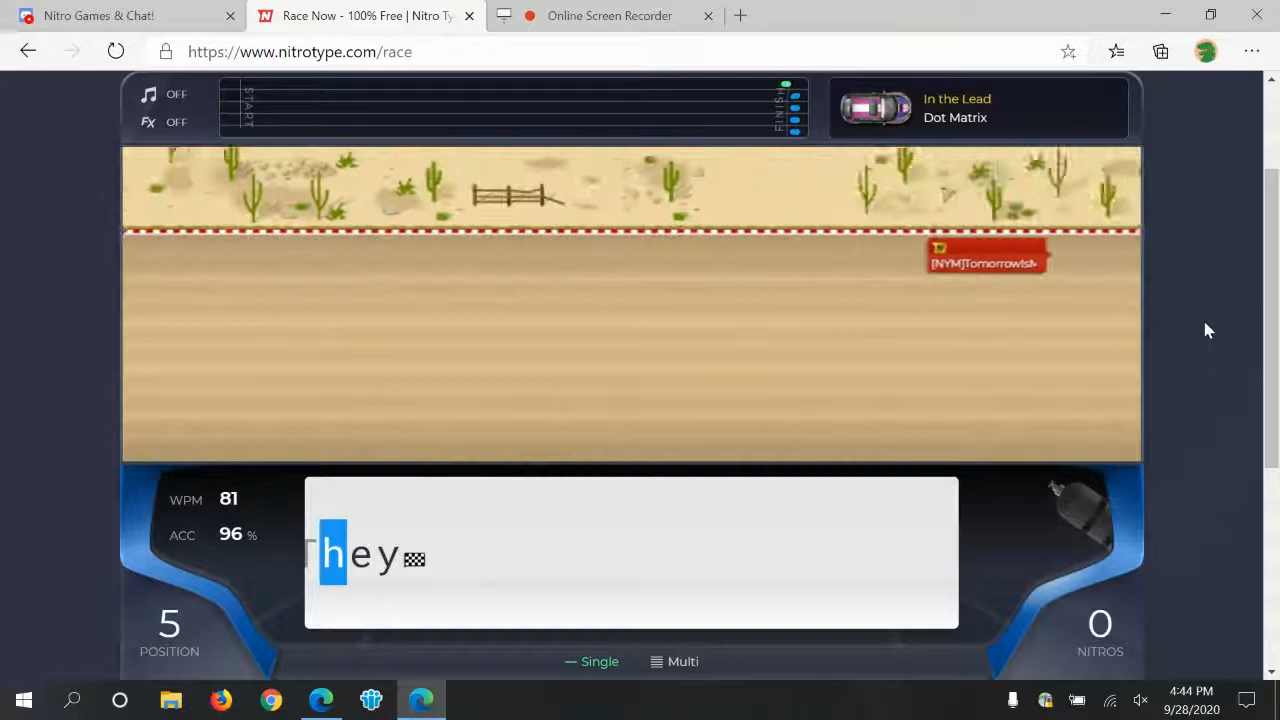 Nitro Games & Chat!
Race Now - 100% Free | Nitro Ty
Online Screen Recorder
https://www.nitrotype.com/race
OFF
START
FINISH
In the Lead
Fx OFF
Dot Matrix
[NYM]TomorrowIsM
WPM 81
ACC 96 %
They
5
POSITION
0
NITROS
Single
Multi
4:44 PM
9/28/2020